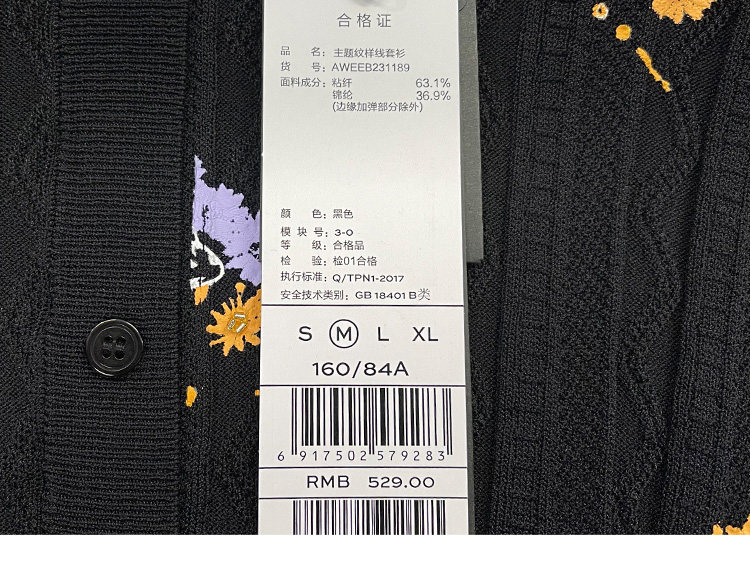 合格证
品 名：主题纹样线套衫
货 号：AWEEB231189
面料成分：粘纤 63.1%
锦纶 36.9%
(边缘加弹部分除外)
颜 色：黑色
模 块 号：3-0
等 级：合格品
检 验：检01合格
执行标准：Q/TPN1-2017
安全技术类别：GB 18401 B类
S M L XL
160/84A
6 917502 579283
RMB 529.00